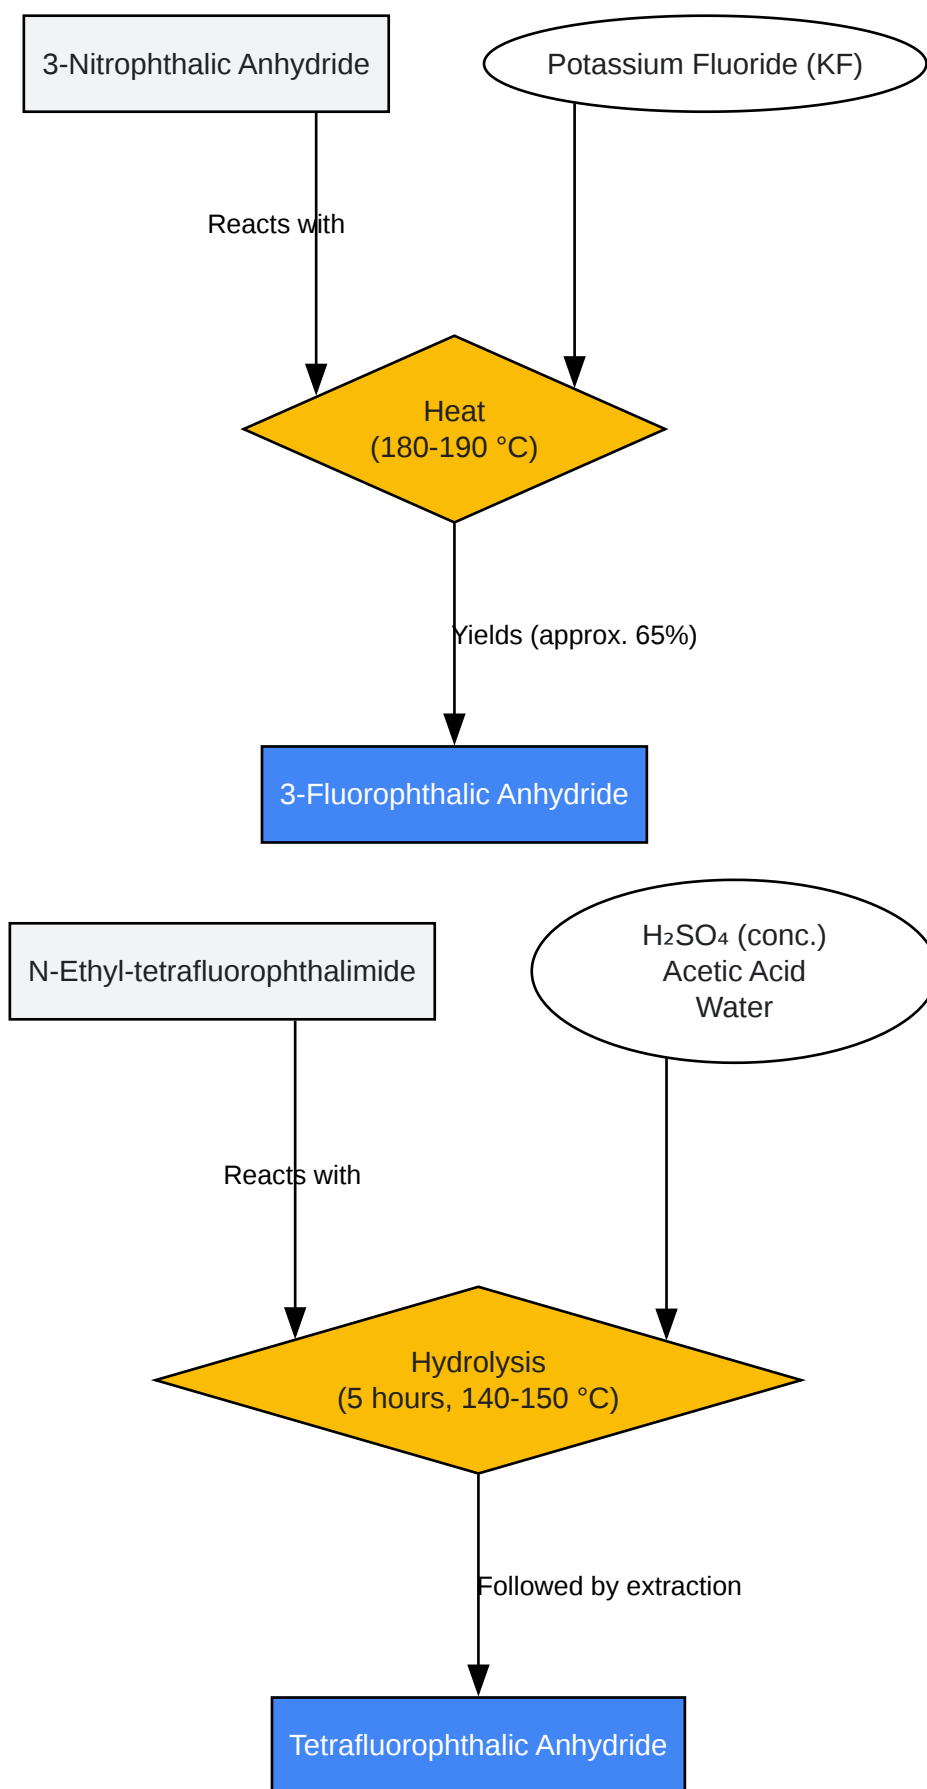 3-Nitrophthalic Anhydride
Potassium Fluoride (KF)
Reacts with
Heat
(180-190 °C)
Yields (approx. 65%)
3-Fluorophthalic Anhydride
N-Ethyl-tetrafluorophthalimide
H₂SO₄ (conc.)
Acetic Acid
Water
Reacts with
Hydrolysis
(5 hours, 140-150 °C)
Followed by extraction
Tetrafluorophthalic Anhydride